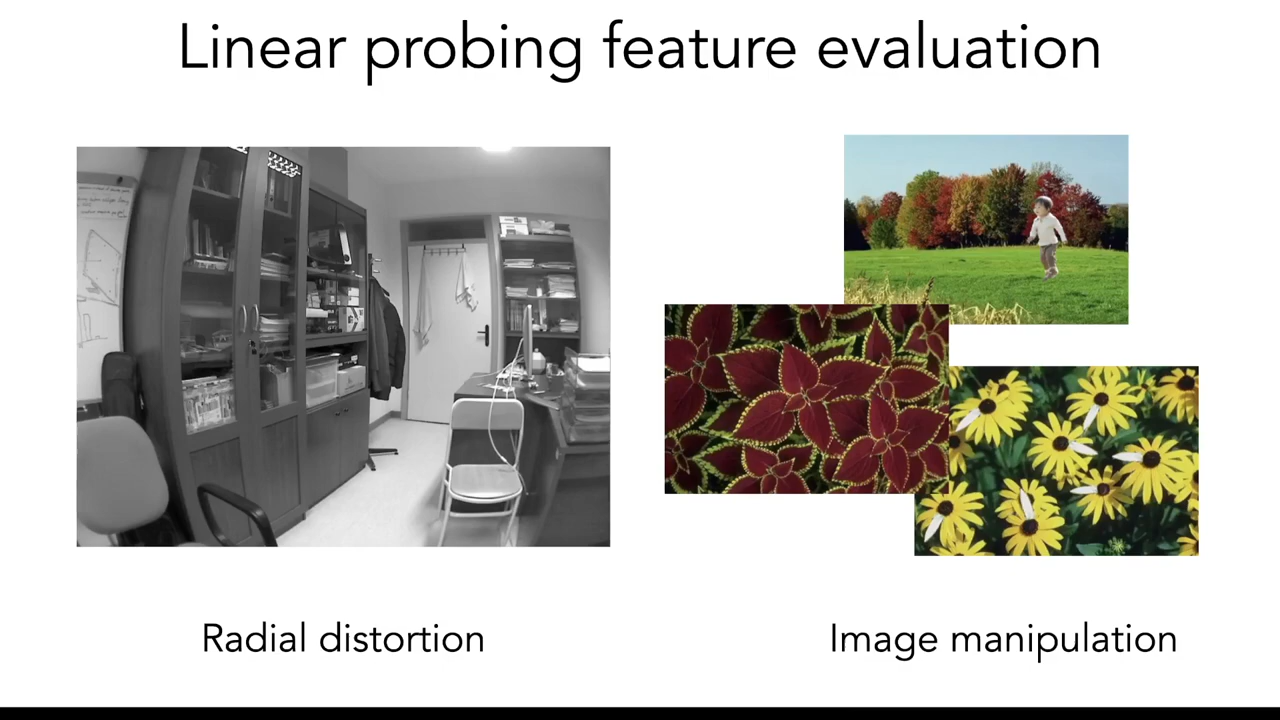 Linear probing feature evaluation
Radial distortion
Image manipulation